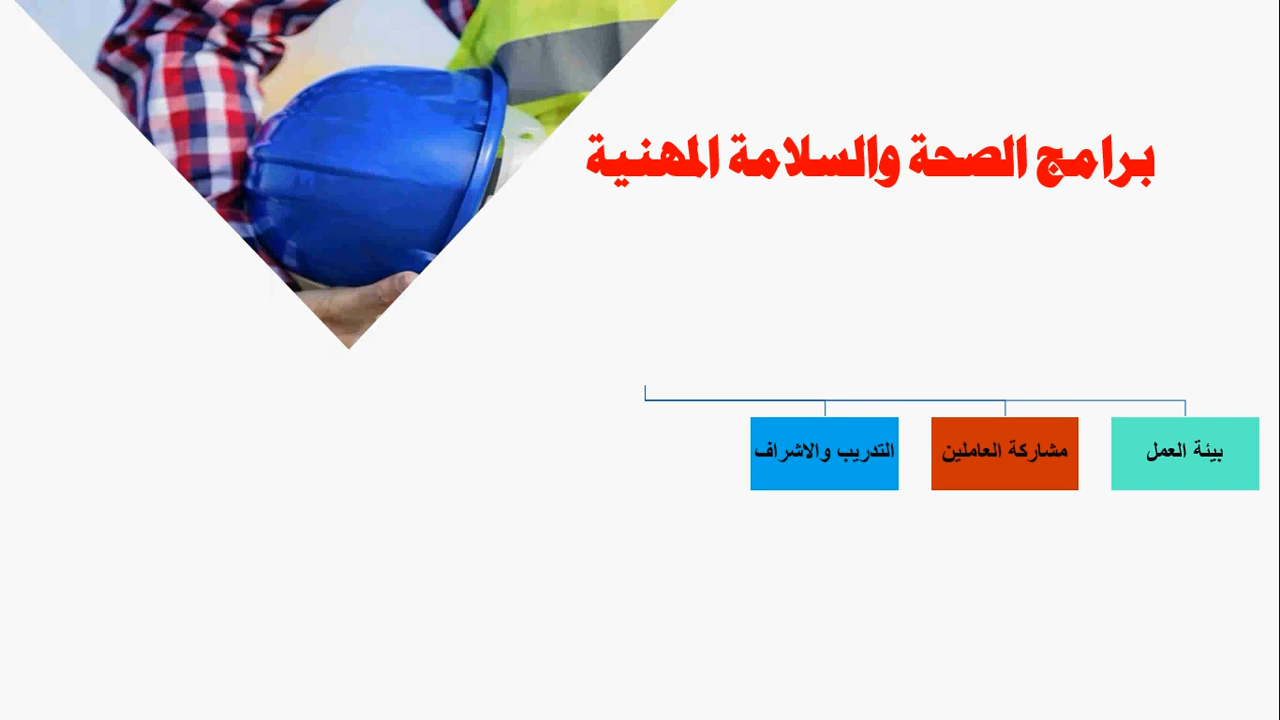 برامج الصحة والسلامة المهنية
بيئة العمل
مشاركة العاملين
التدريب والاشراف